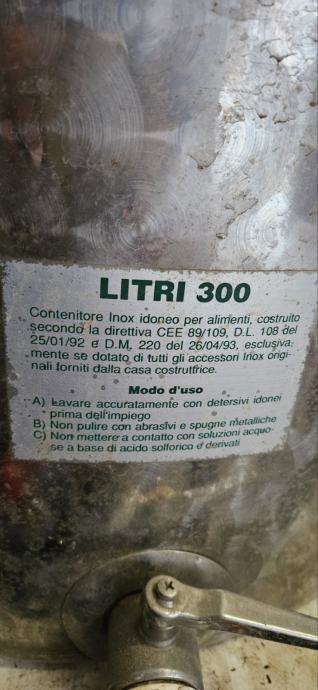 LITRI 300
Contenitore Inox idoneo per alimenti, costruito
secondo la direttiva CEE 89/109, D.L. 108 del
25/01/92 e D.M. 220 del 26/04/93, esclusiva-
mente se dotato di tutti gli accessori Inox origi-
nali forniti dalla casa costruttrice.
Modo d'uso
A) Lavare accuratamente con detersivi idonei
prima dell'impiego
B) Non pulire con abrasivi e spugne metalliche
C) Non mettere a contatto con soluzioni acquo-
se a base di acido solforico e derivati